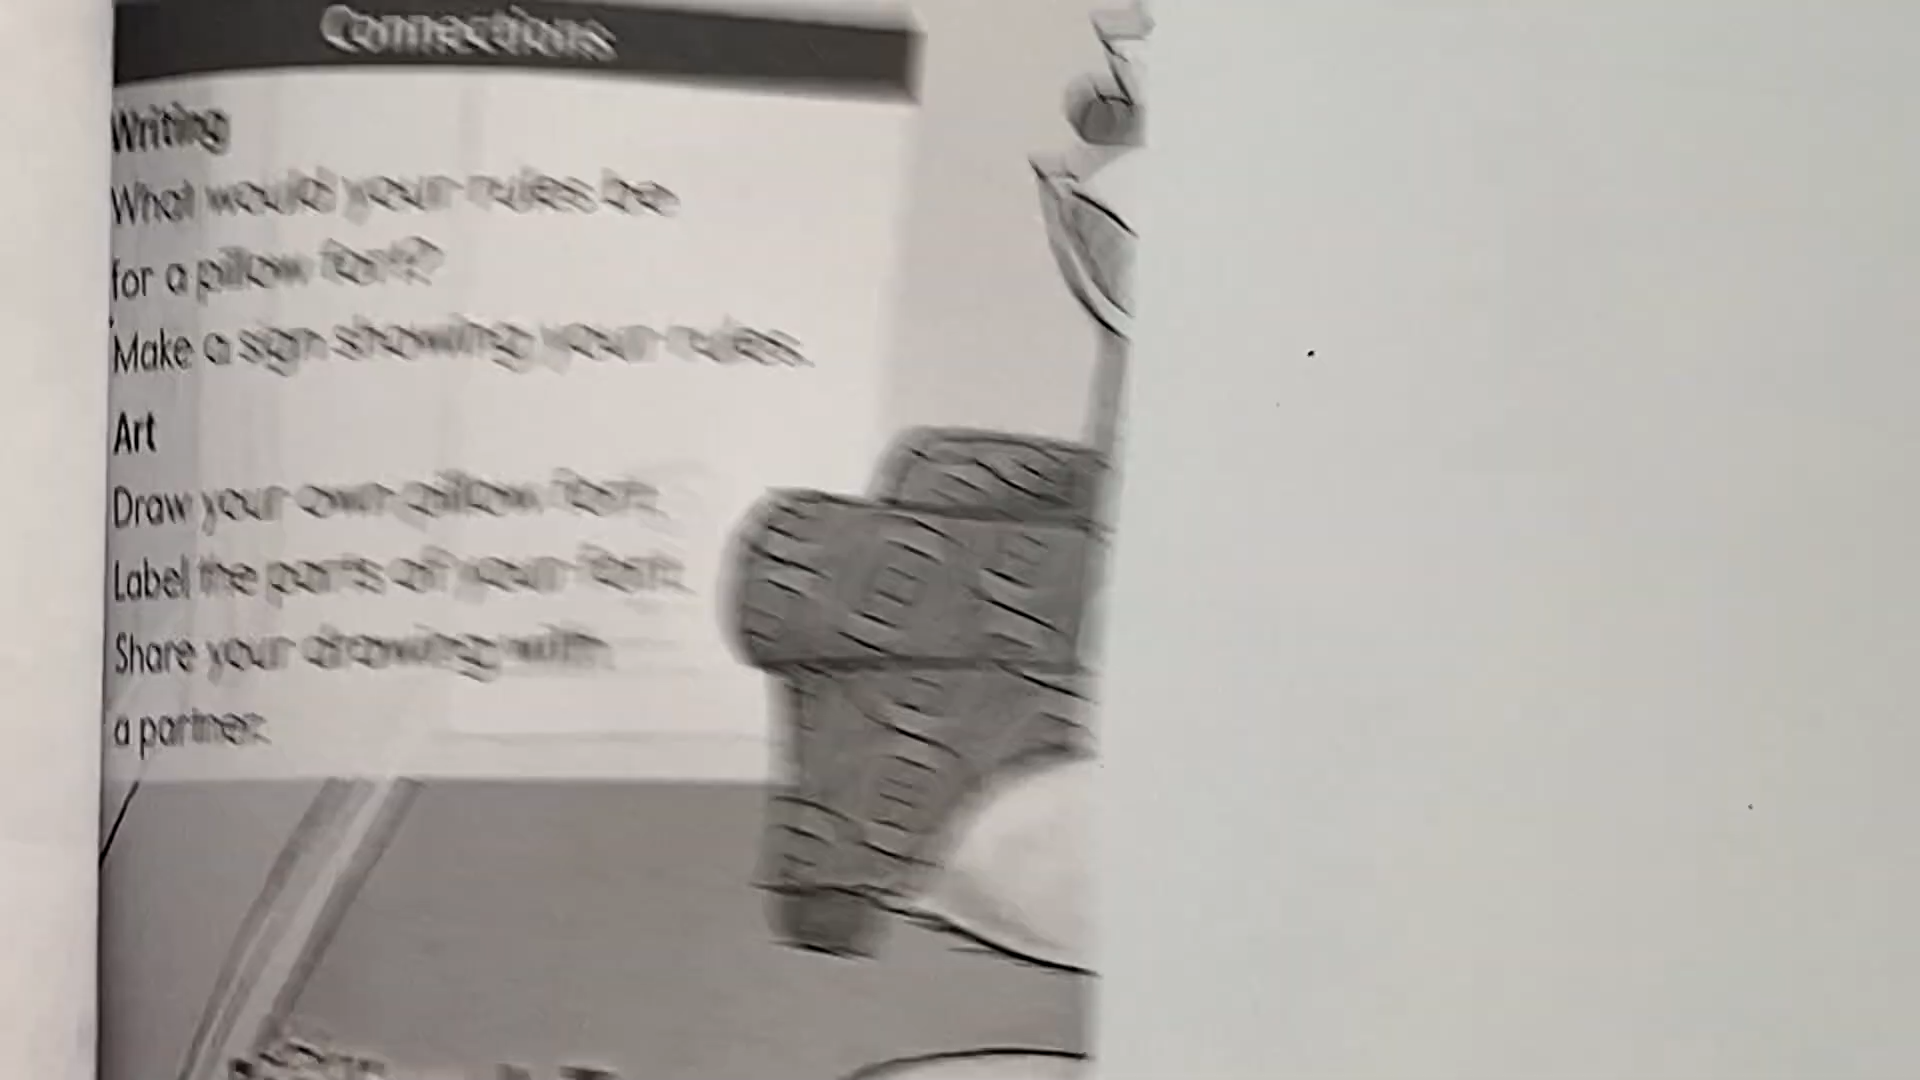 Connections
Writing
What would your rules be
for a pillow fort?
Make a sign showing your rules.
Art
Draw your own pillow fort.
Label the parts of your fort.
Share your drawing with
a partner.